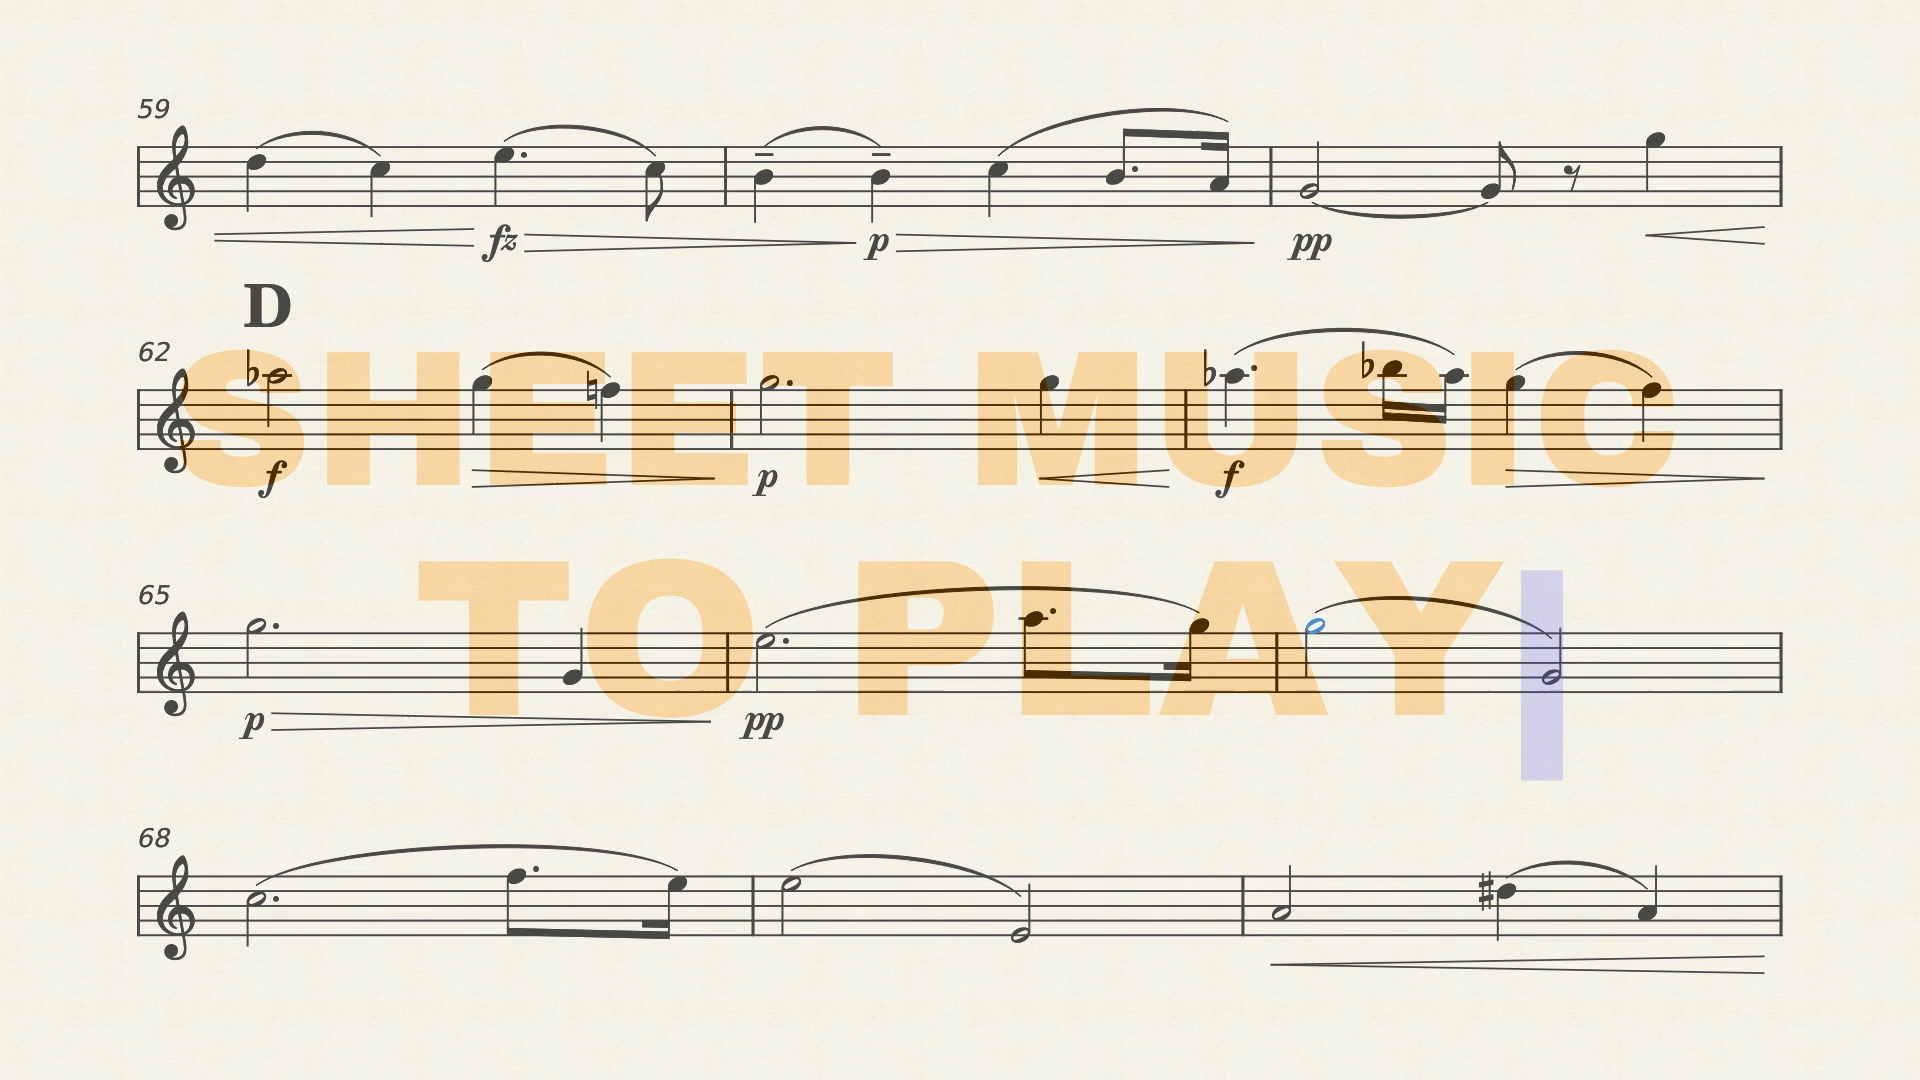 59
fz p pp
D
62
SHEET MUSIC
f p f
65
TO PLAY
p pp
68